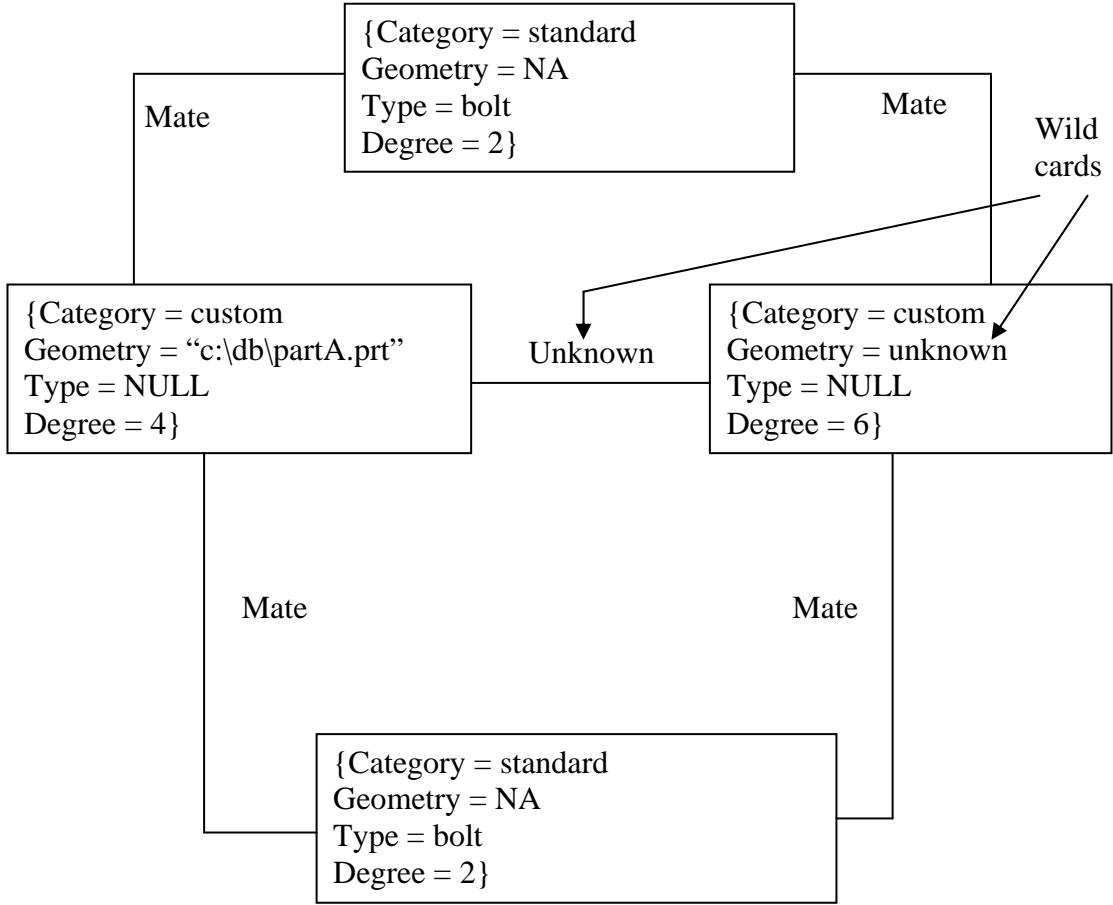 {Category = standard
Geometry = NA
Type = bolt
Degree = 2}
Mate
Mate
Wild
cards
{Category = custom
Geometry = “c:\db\partA.prt”
Type = NULL
Degree = 4}
Unknown
{Category = custom
Geometry = unknown
Type = NULL
Degree = 6}
Mate
Mate
{Category = standard
Geometry = NA
Type = bolt
Degree = 2}